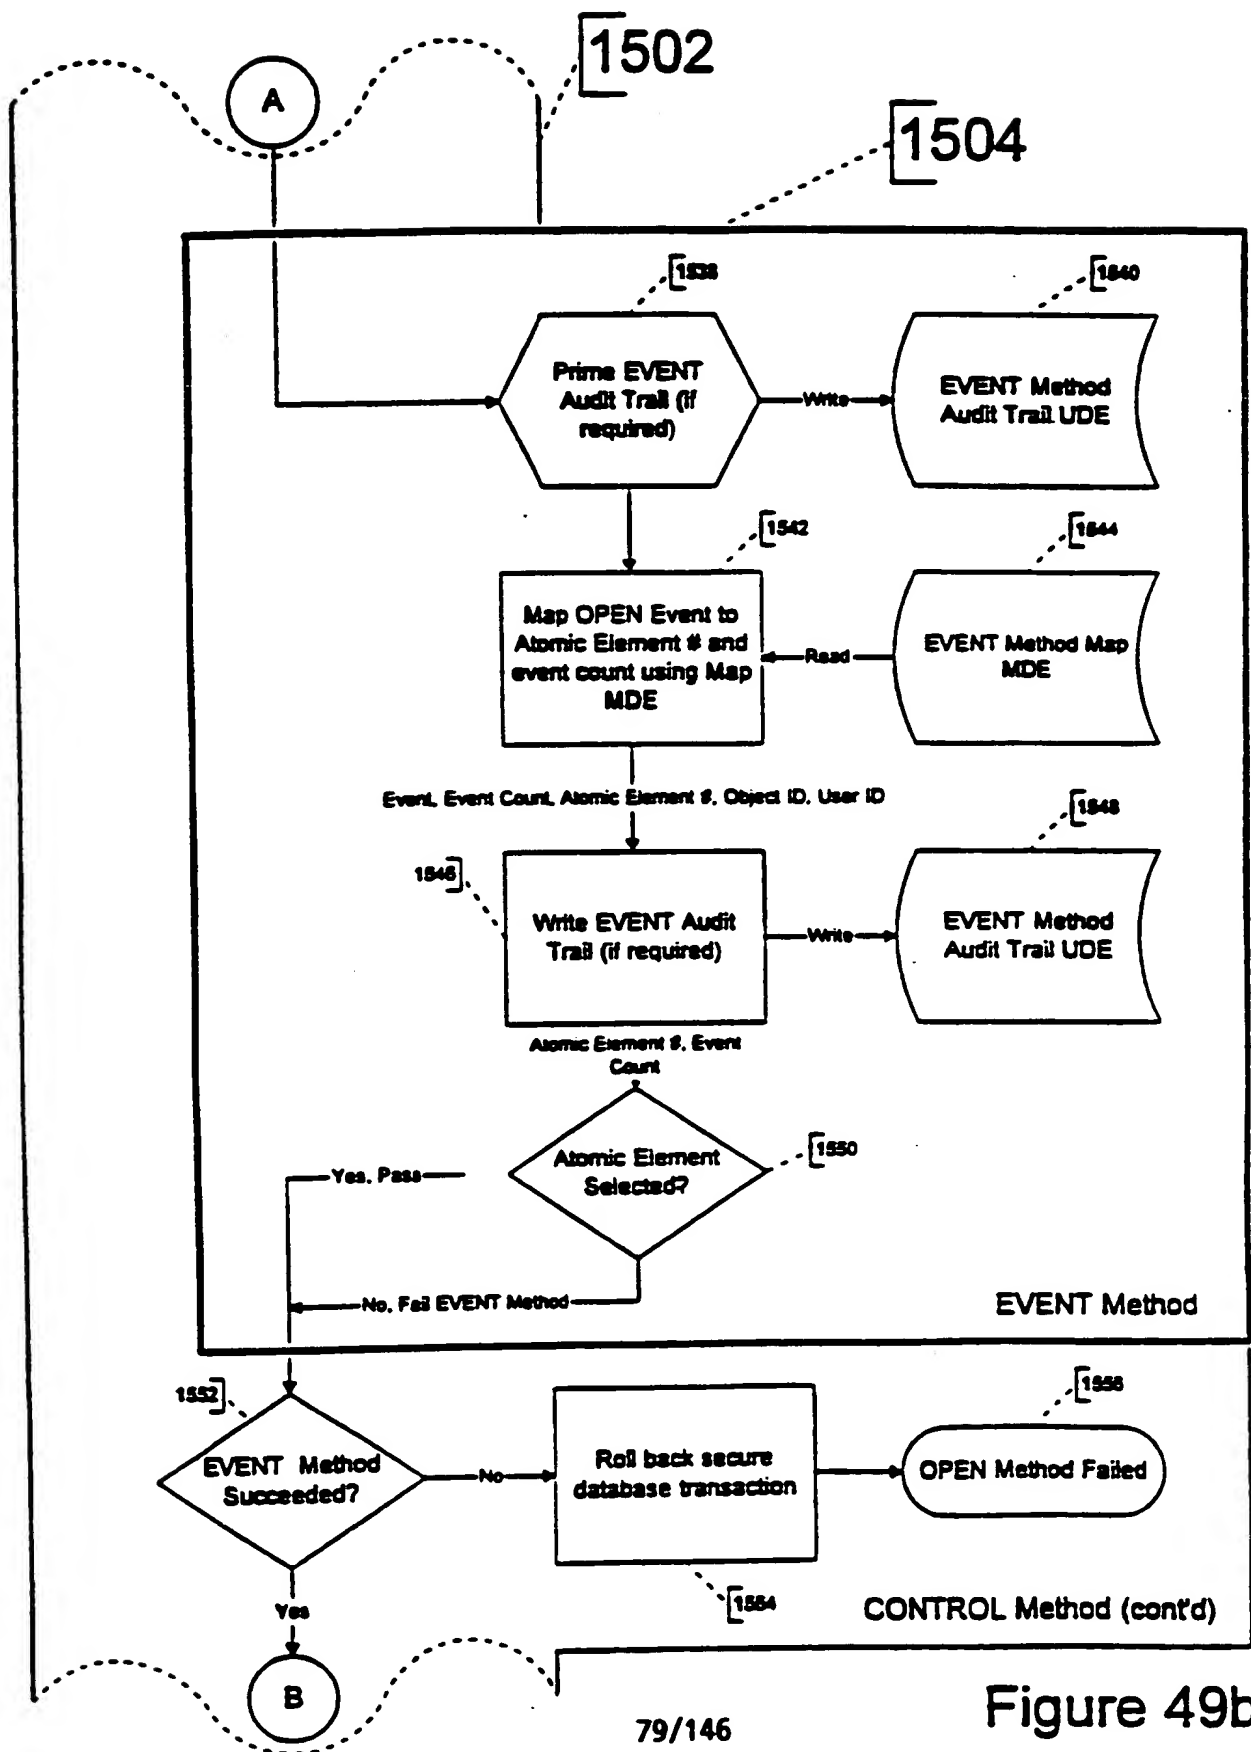 1502
A
1504
1538
1540
Prime EVENT
Audit Trail (if
required)
Write
EVENT Method
Audit Trail UDE
1542
1544
Map OPEN Event to
Atomic Element # and
event count using Map
MDE
Read
EVENT Method Map
MDE
Event, Event Count, Atomic Element #, Object ID, User ID
1546
1548
Write EVENT Audit
Trail (if required)
Write
EVENT Method
Audit Trail UDE
Atomic Element #, Event
Count
1550
Atomic Element
Selected?
Yes, Pass
No, Fail EVENT Method
EVENT Method
1552
1556
EVENT Method
Succeeded?
No
Roll back secure
database transaction
OPEN Method Failed
Yes
1554
CONTROL Method (cont'd)
B
Figure 49b
79/146